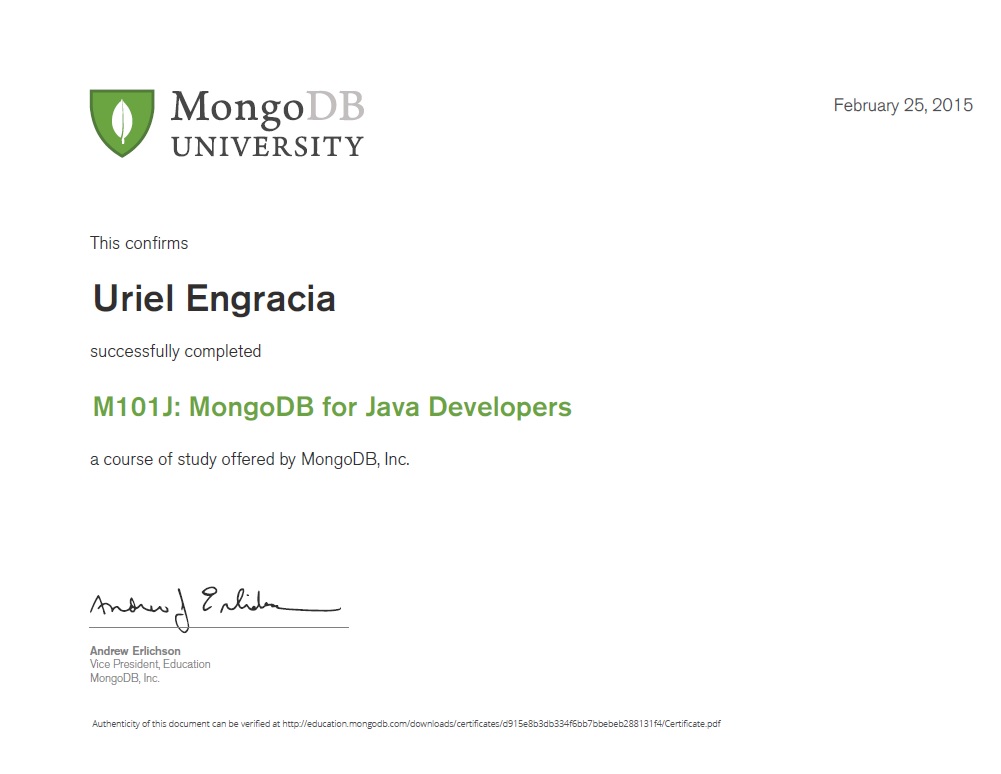 MongoDB
UNIVERSITY
February 25, 2015
This confirms
Uriel Engracia
successfully completed
M101J: MongoDB for Java Developers
a course of study offered by MongoDB, Inc.
Andrew J Erlichson
Andrew Erlichson
Vice President, Education
MongoDB, Inc.
Authenticity of this document can be verified at http://education.mongodb.com/downloads/certificates/d915e8b3db334f6bb7bbebeb288131f4/Certificate.pdf